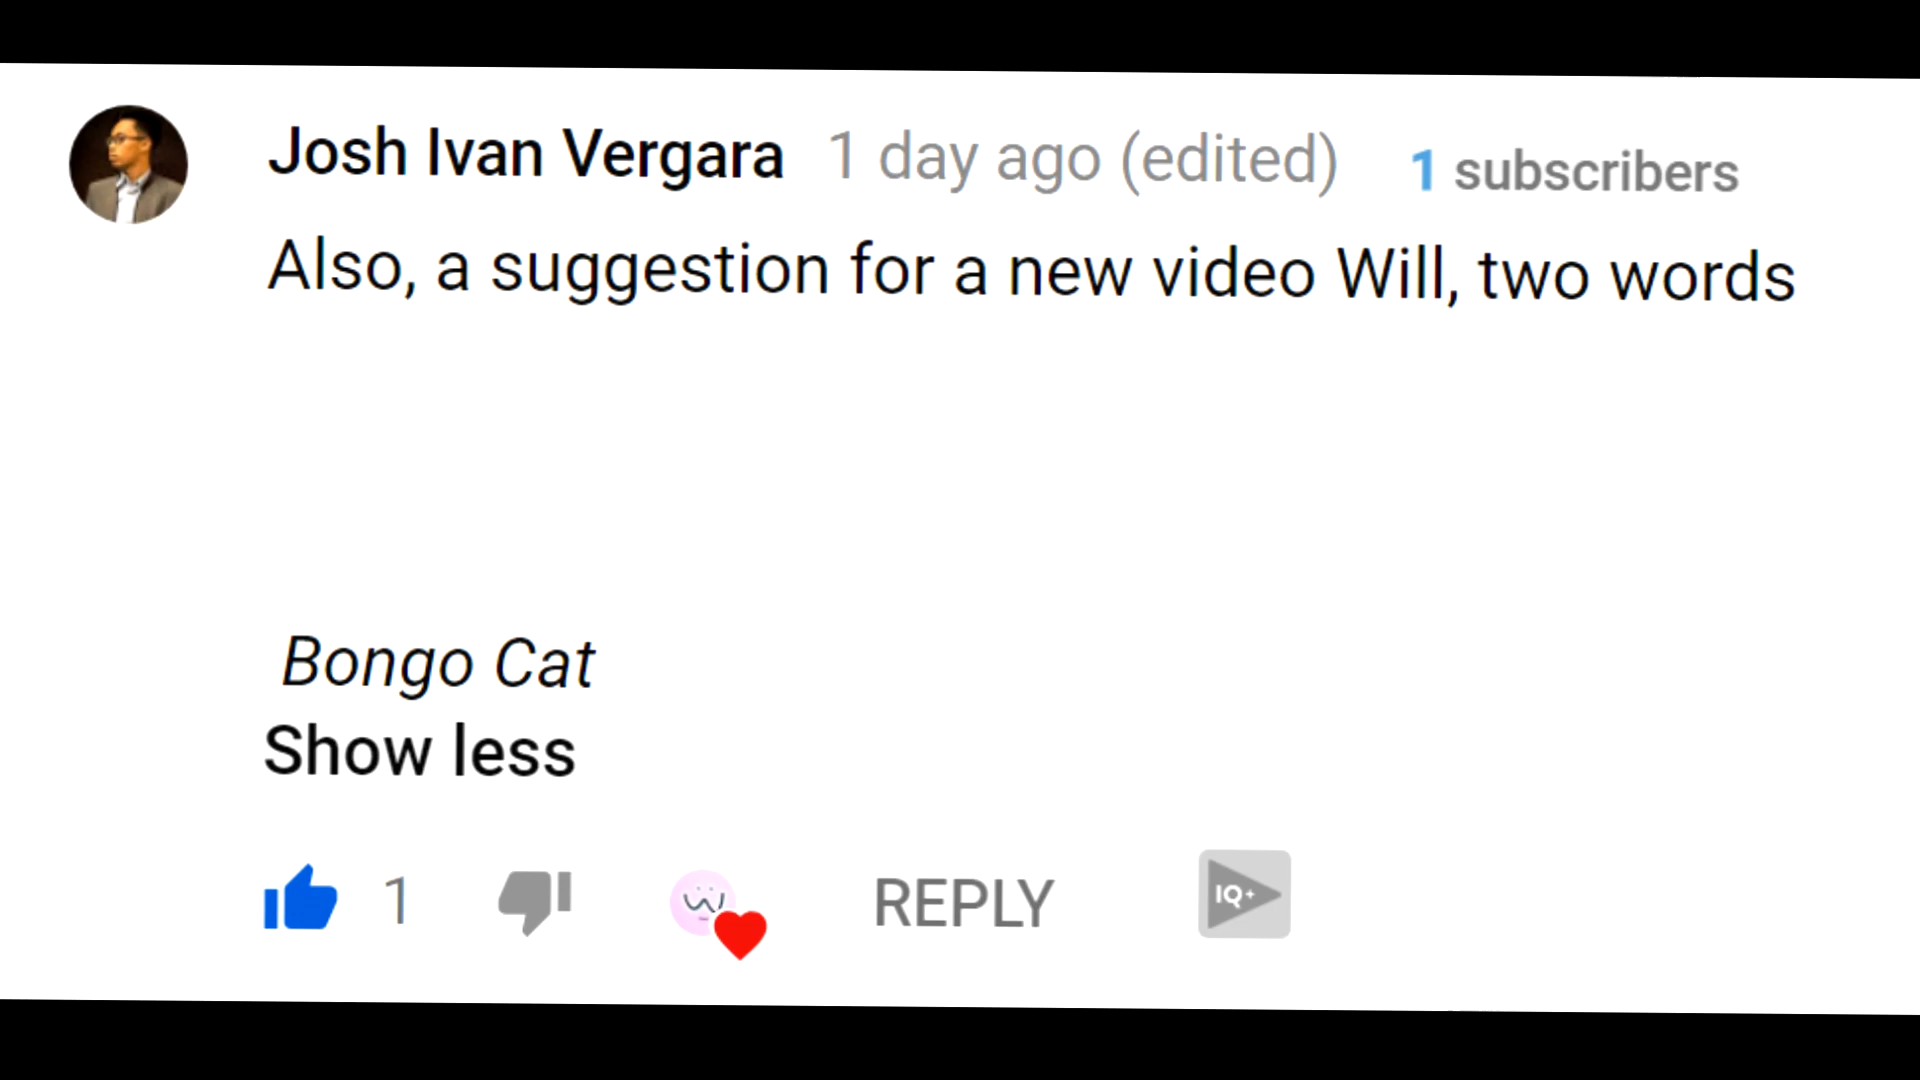 Josh Ivan Vergara 1 day ago (edited) 1 subscribers
Also, a suggestion for a new video Will, two words
Bongo Cat
Show less
1 REPLY IQ+